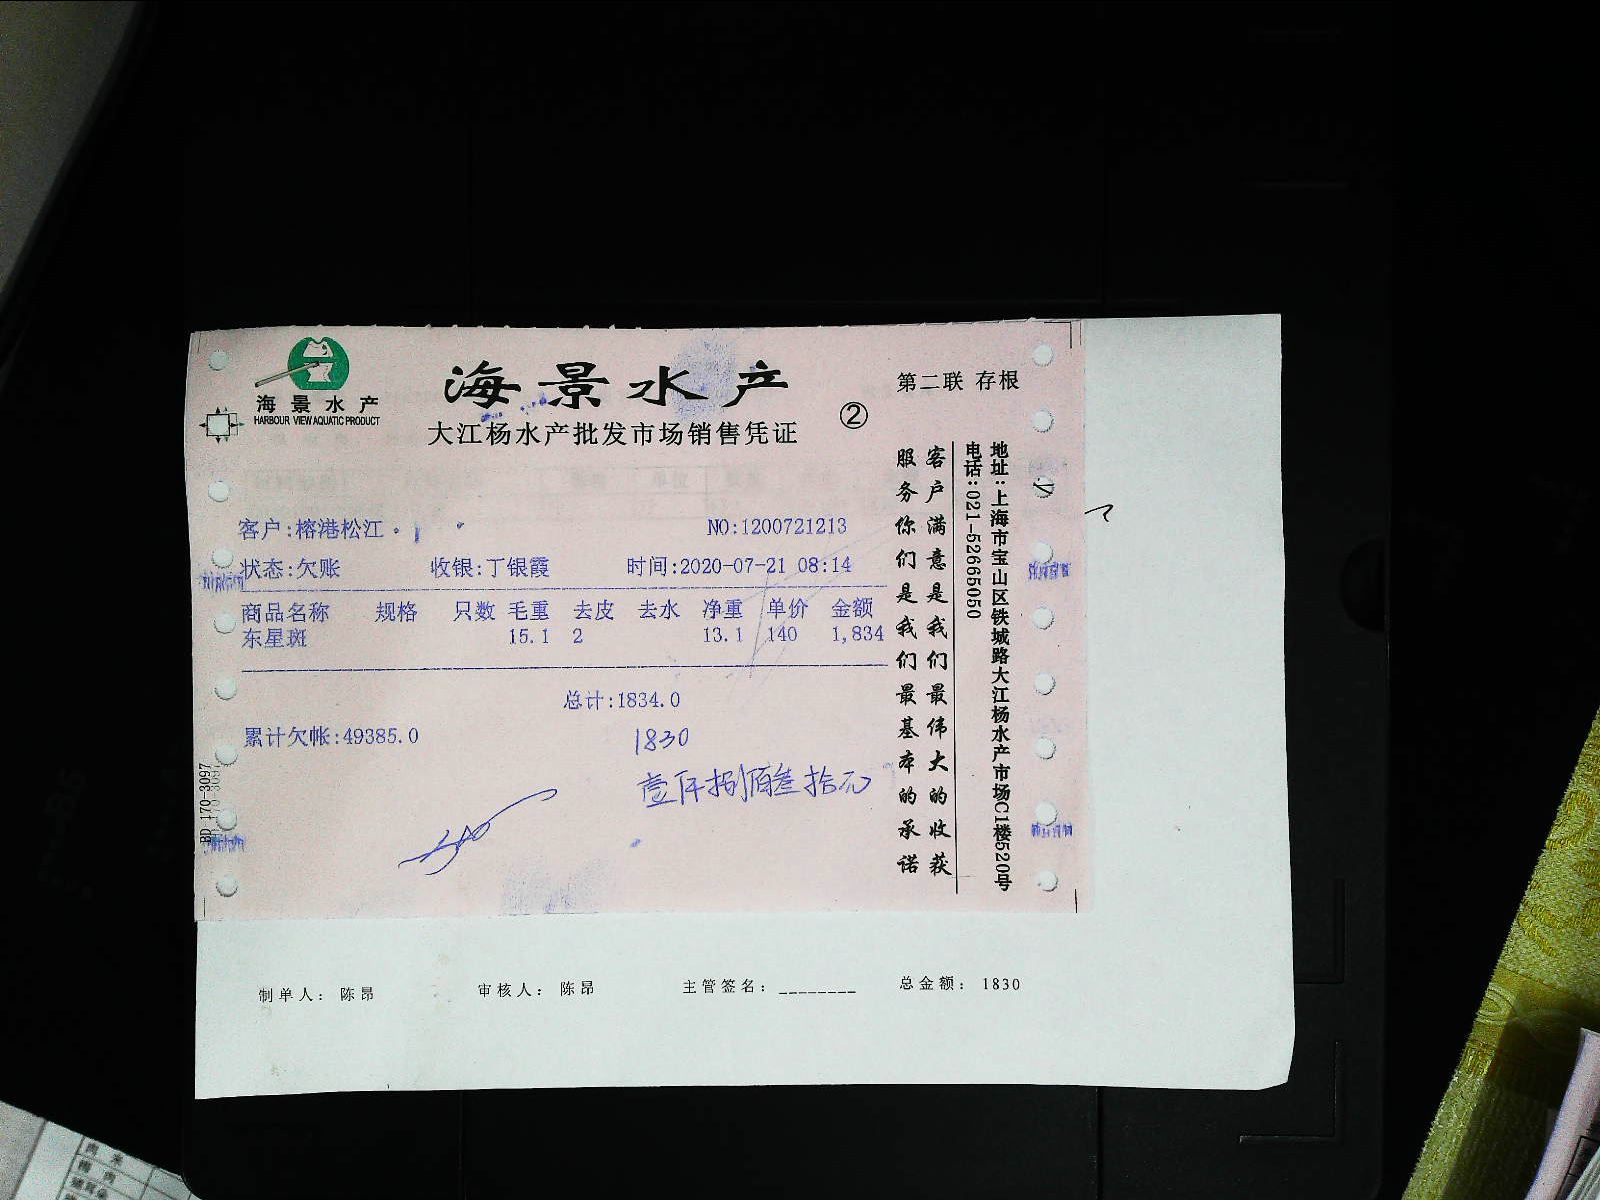 海景水产
HARBOUR VIEW AQUATIC PRODUCT
海景水产
大江杨水产批发市场销售凭证
②
第二联 存根
客户:榕港松江
NO:1200721213
状态:欠账 收银:丁银霞 时间:2020-07-21 08:14
商品名称 规格 只数 毛重 去皮 去水 净重 单价 金额
东星斑 15.1 2 13.1 140 1,834
总计:1834.0
累计欠帐:49385.0
1830
壹仟捌佰叁拾元
客户满意是我们最伟大的收获
服务你们是我们最基本的承诺
地址:上海市宝山区铁城路大江杨水产市场C1楼520号
电话:021-52665050
BD 170-3097
制单人: 陈昂 审核人: 陈昂 主管签名: ________ 总金额: 1830